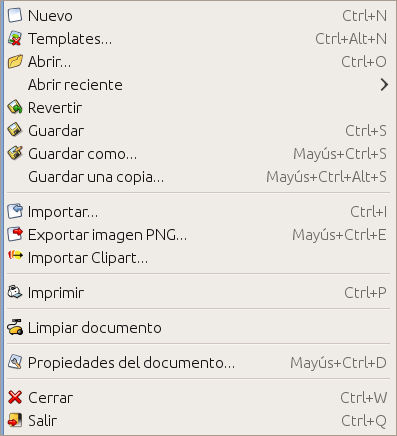 Nuevo Ctrl+N
Templates... Ctrl+Alt+N
Abrir... Ctrl+O
Abrir reciente
Revertir
Guardar Ctrl+S
Guardar como... Mayús+Ctrl+S
Guardar una copia... Mayús+Ctrl+Alt+S
Importar... Ctrl+I
Exportar imagen PNG... Mayús+Ctrl+E
Importar Clipart...
Imprimir Ctrl+P
Limpiar documento
Propiedades del documento... Mayús+Ctrl+D
Cerrar Ctrl+W
Salir Ctrl+Q